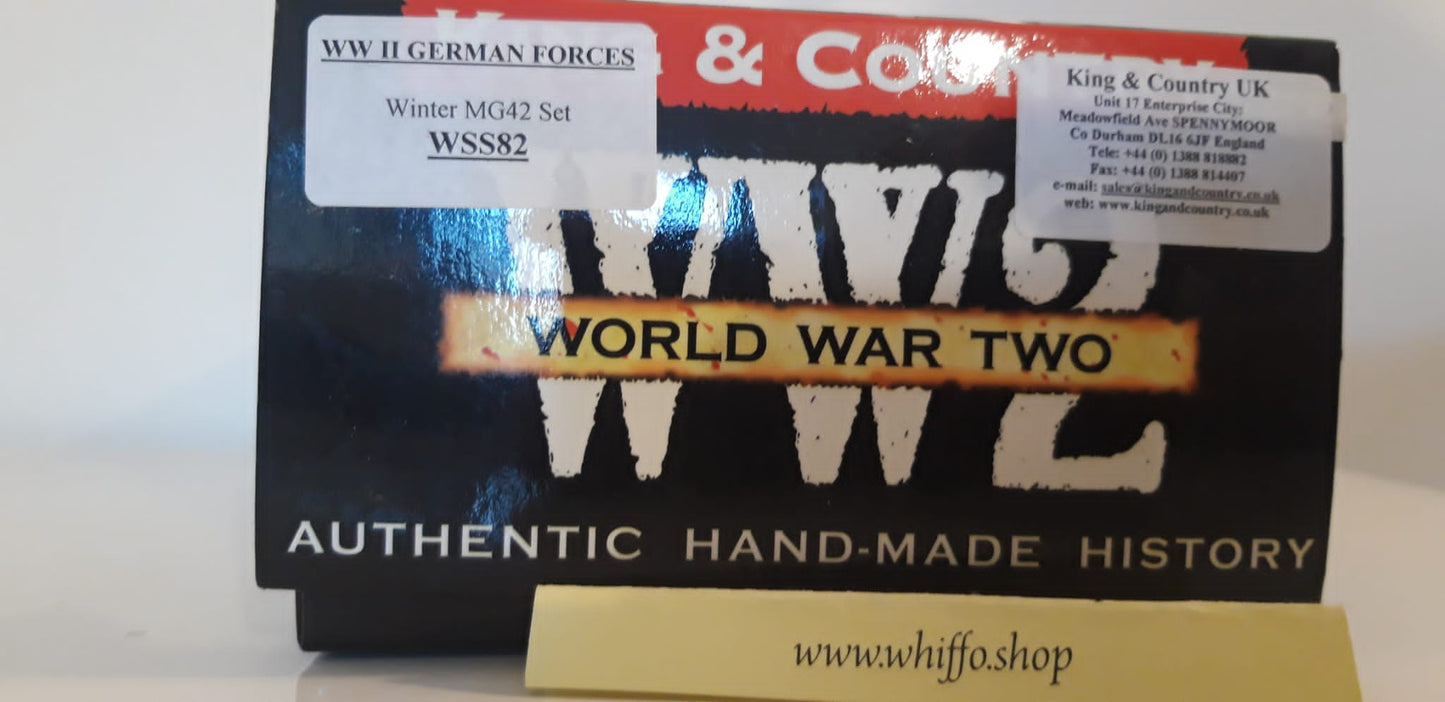 & COUNTRY
WW II GERMAN FORCES
Winter MG42 Set
WSS82
King & Country UK
Unit 17 Enterprise City:
Meadowfield Ave SPENNYMOOR
Co Durham DL16 6JF England
Tele: +44 (0) 1388 818882
Fax: +44 (0) 1388 814407
e-mail: sales@kingandcountry.co.uk
web: www.kingandcountry.co.uk
WW2
WORLD WAR TWO
AUTHENTIC HAND-MADE HISTORY
www.whiffo.shop